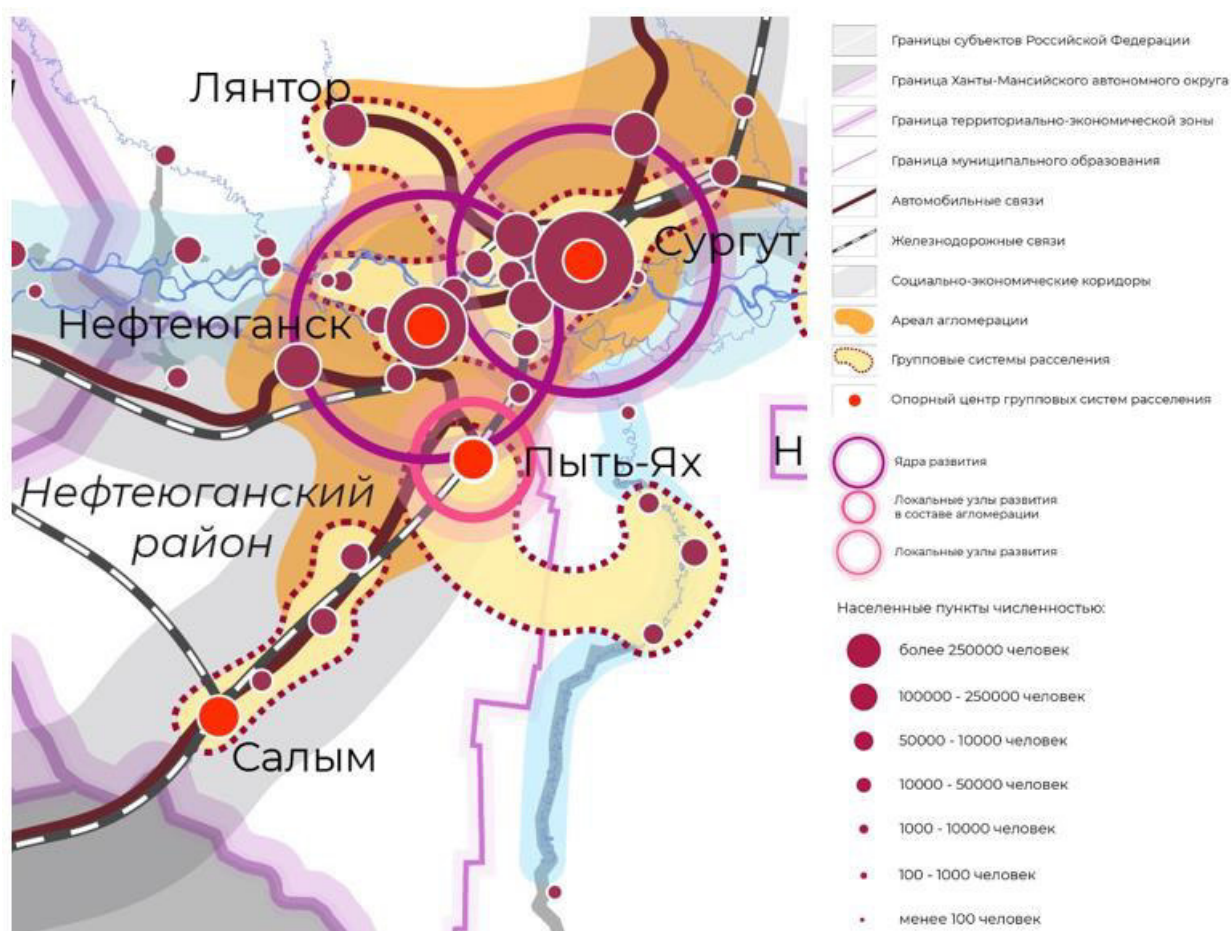 Лянтор
Сургут
Нефтеюганск
Пыть-Ях
Н
Нефтеюганский
район
Салым
Границы субъектов Российской Федерации
Граница Ханты-Мансийского автономного округа
Граница территориально-экономической зоны
Граница муниципального образования
Автомобильные связи
Железнодорожные связи
Социально-экономические коридоры
Ареал агломерации
Групповые системы расселения
Опорный центр групповых систем расселения
Ядра развития
Локальные узлы развития
в составе агломерации
Локальные узлы развития
Населенные пункты численностью:
более 250000 человек
100000 - 250000 человек
50000 - 10000 человек
10000 - 50000 человек
1000 - 10000 человек
100 - 1000 человек
менее 100 человек